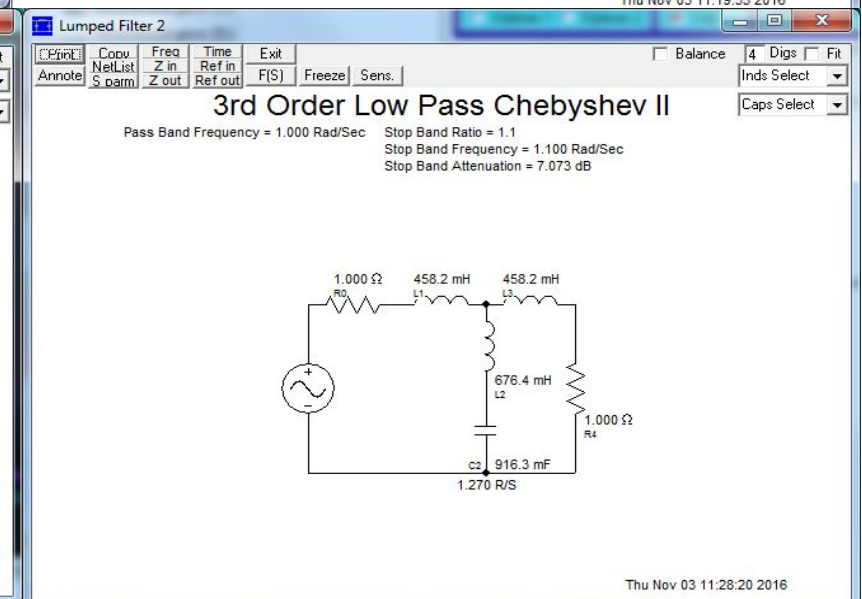 Thu Nov 03 11:19:33 2016
Lumped Filter 2
Print Copy Freq Time Exit Balance 4 Digs Fit
NetList Z in Ref in
Annote S parm Z out Ref out F(S) Freeze Sens. Inds Select
3rd Order Low Pass Chebyshev II Caps Select
Pass Band Frequency = 1.000 Rad/Sec Stop Band Ratio = 1.1
Stop Band Frequency = 1.100 Rad/Sec
Stop Band Attenuation = 7.073 dB
1.000 Ω 458.2 mH 458.2 mH
R0 L1 L3
676.4 mH
L2
1.000 Ω
R4
C2 916.3 mF
1.270 R/S
Thu Nov 03 11:28:20 2016